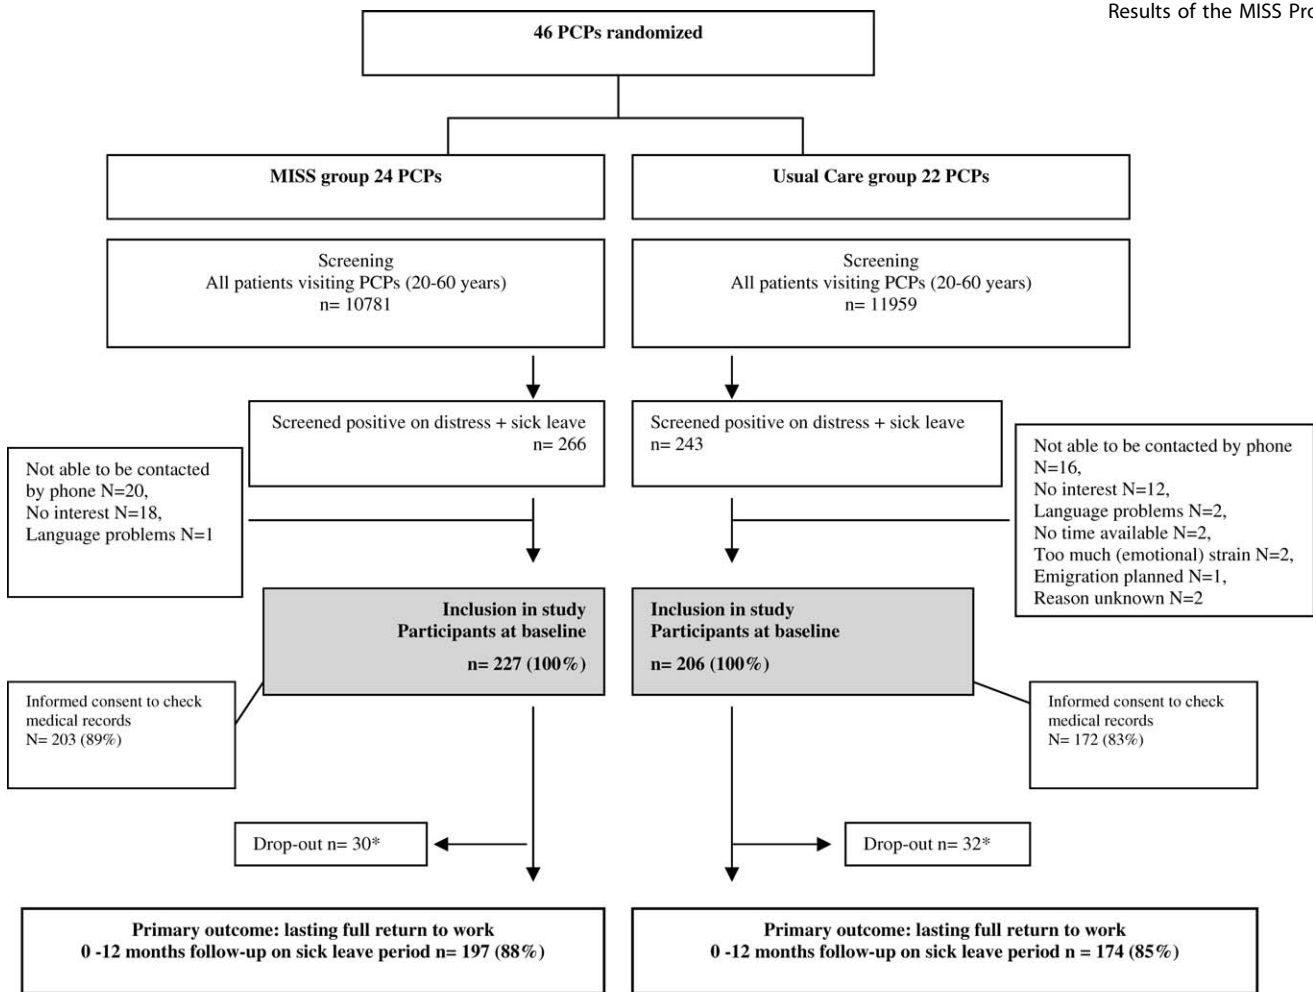 Results of the MISS Pro
46 PCPs randomized
MISS group 24 PCPs
Usual Care group 22 PCPs
Screening
All patients visiting PCPs (20-60 years)
n= 10781
Screening
All patients visiting PCPs (20-60 years)
n= 11959
Screened positive on distress + sick leave
n= 266
Screened positive on distress + sick leave
n= 243
Not able to be contacted
by phone N=20,
No interest N=18,
Language problems N=1
Not able to be contacted by phone
N=16,
No interest N=12,
Language problems N=2,
No time available N=2,
Too much (emotional) strain N=2,
Emigration planned N=1,
Reason unknown N=2
Inclusion in study
Participants at baseline
n= 227 (100%)
Inclusion in study
Participants at baseline
n= 206 (100%)
Informed consent to check
medical records
N= 203 (89%)
Informed consent to check
medical records
N= 172 (83%)
Drop-out n= 30*
Drop-out n= 32*
Primary outcome: lasting full return to work
0 -12 months follow-up on sick leave period n= 197 (88%)
Primary outcome: lasting full return to work
0 -12 months follow-up on sick leave period n = 174 (85%)